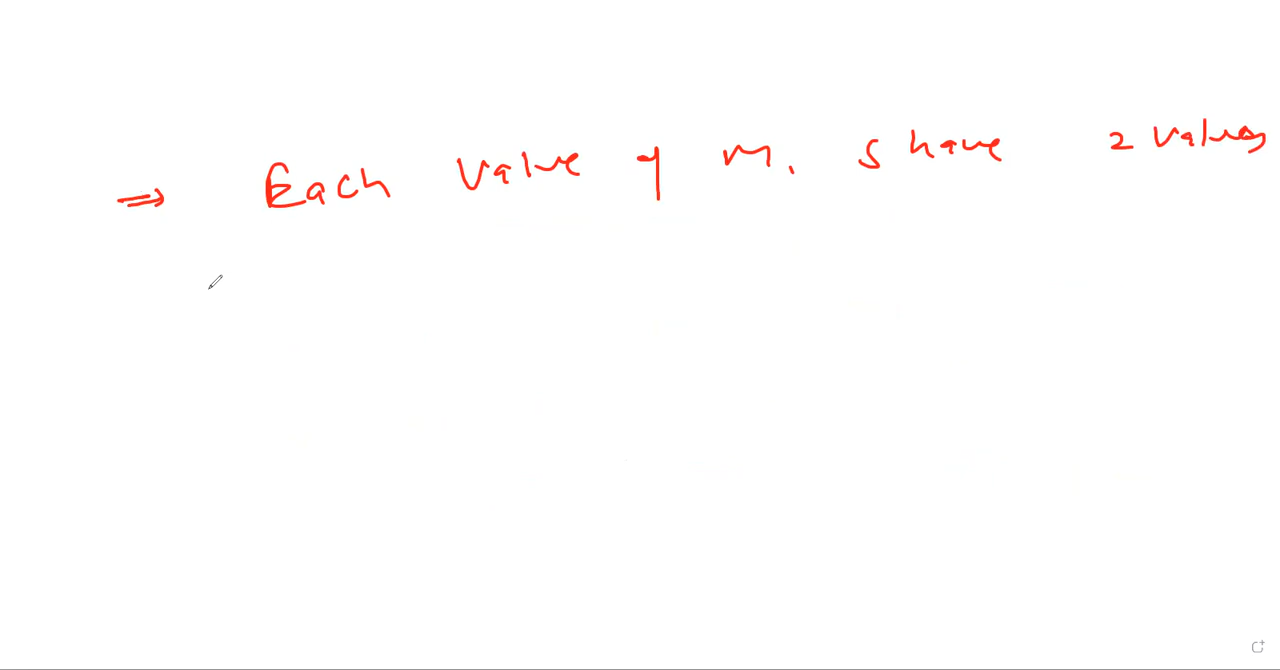 ⇒ Each value of m, s have 2 values